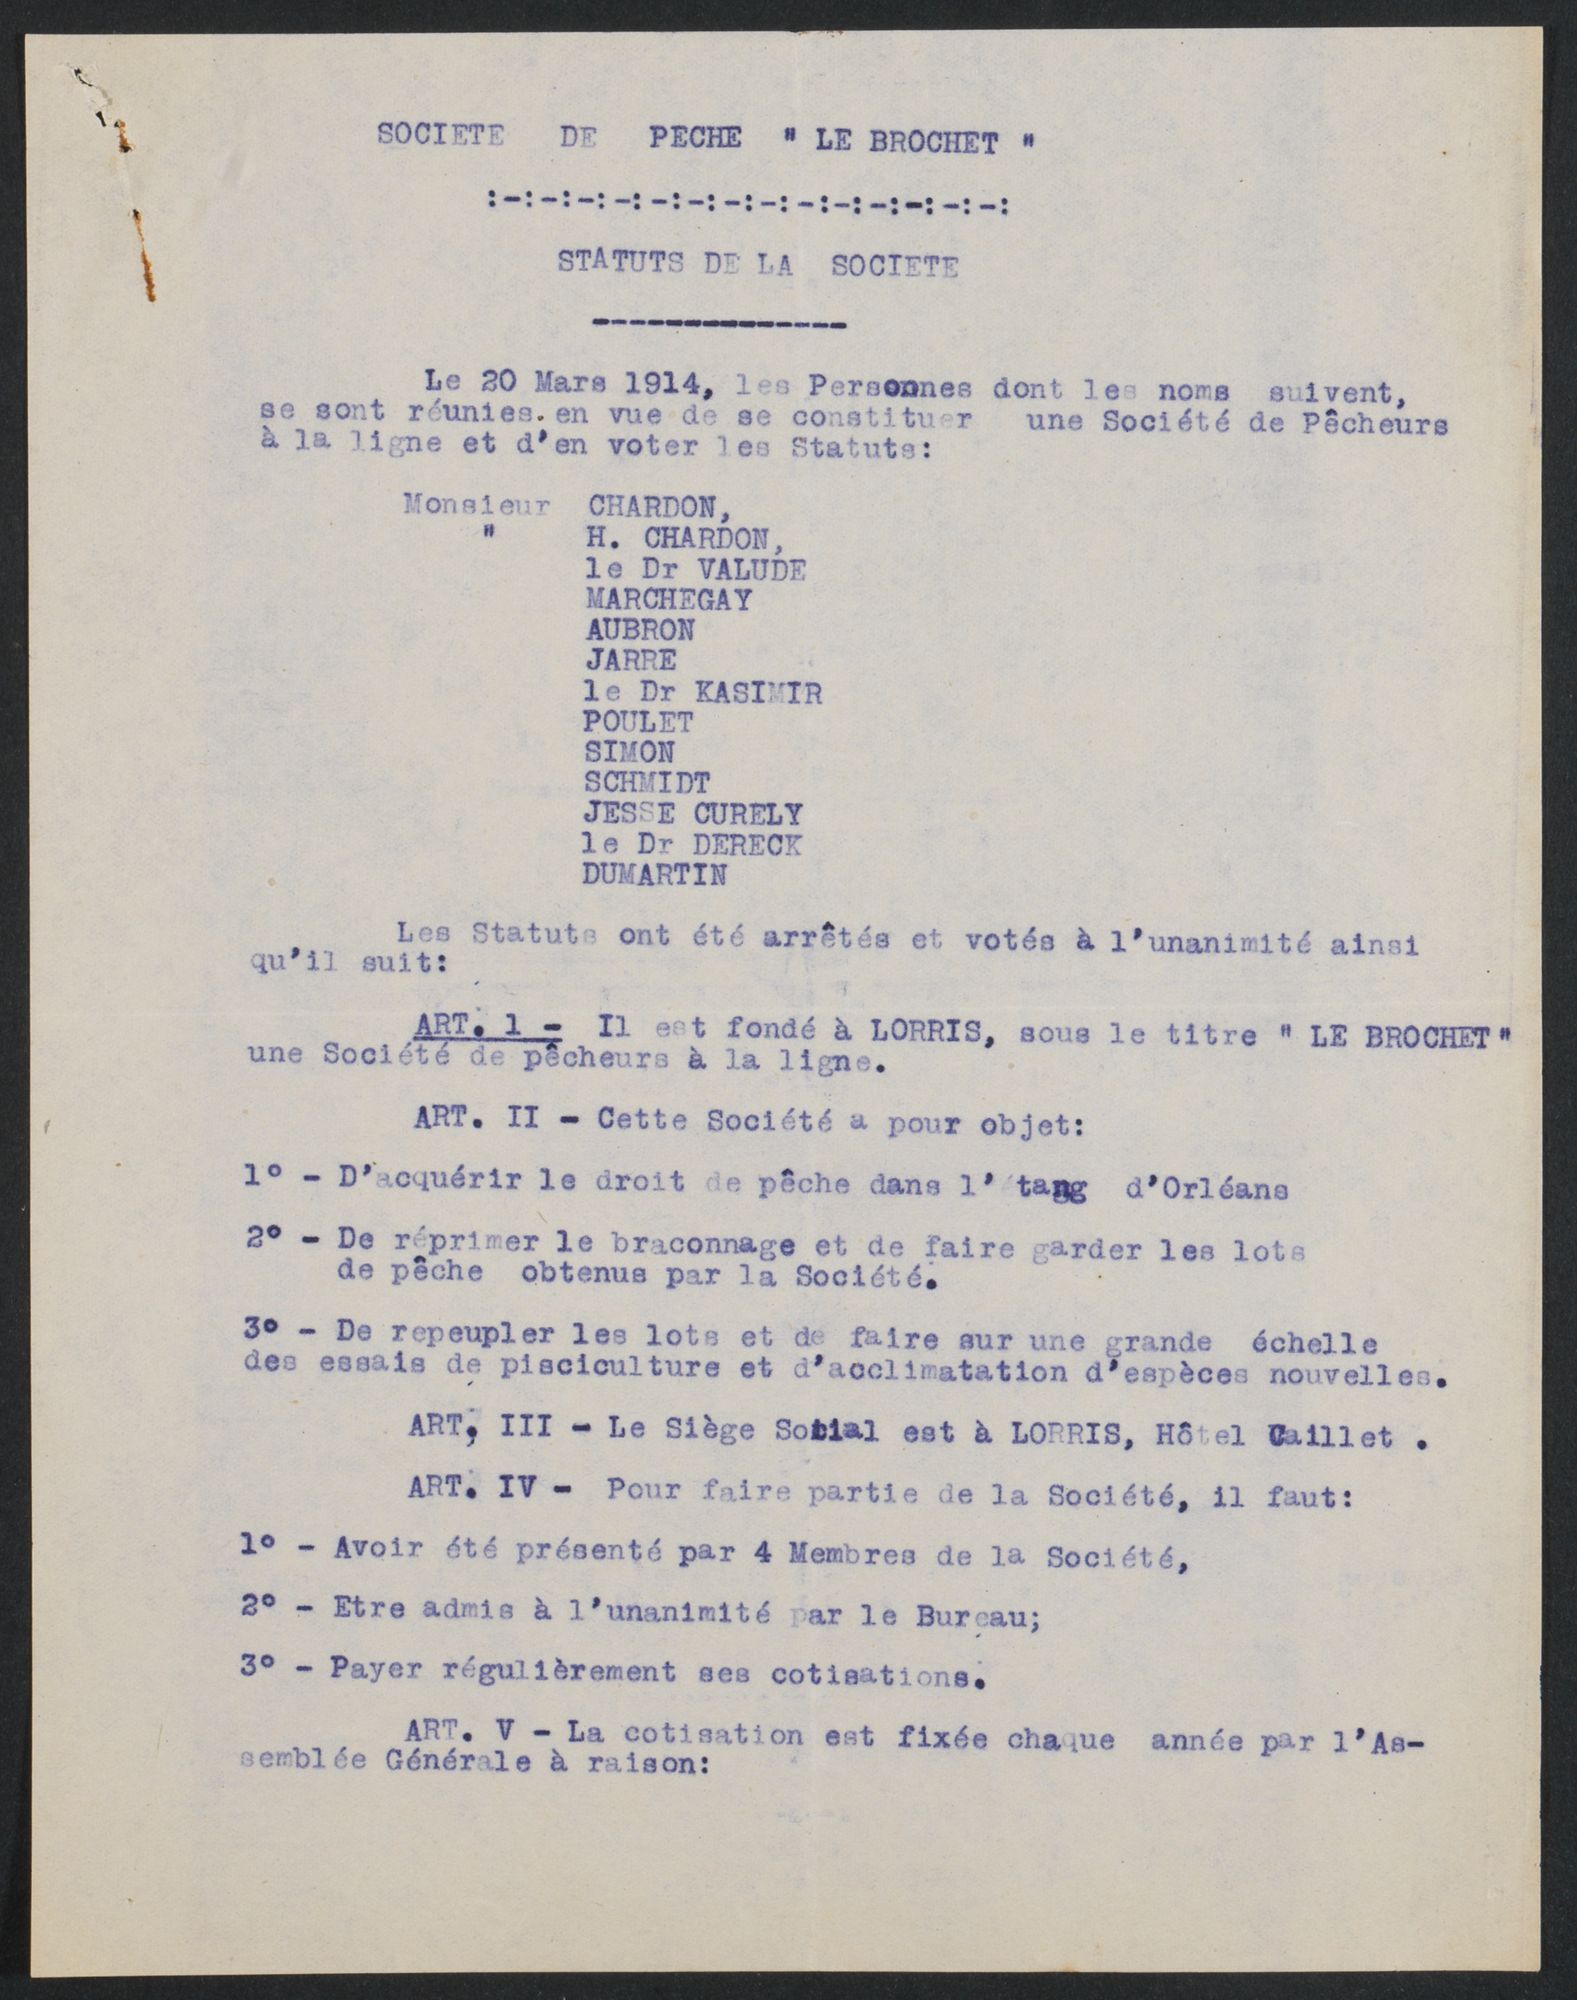 SOCIETE DE PECHE " LE BROCHET "
:-:-:-:-:-:-:-:-:-:-:-:-:-:-:
STATUTS DE LA SOCIETE
--------------
Le 20 Mars 1914, les Personnes dont les noms suivent,
se sont réunies.en vue de se constituer une Société de Pêcheurs
à la ligne et d'en voter les Statuts:
Monsieur CHARDON,
" H. CHARDON,
le Dr VALUDE
MARCHEGAY
AUBRON
JARRE
le Dr KASIMIR
POULET
SIMON
SCHMIDT
JESSE CURELY
le Dr DERECK
DUMARTIN
Les Statuts ont été arrêtés et votés à l'unanimité ainsi
qu'il suit:
ART. 1 - Il est fondé à LORRIS, sous le titre " LE BROCHET "
une Société de pêcheurs à la ligne.
ART. II - Cette Société a pour objet:
1° - D'acquérir le droit de pêche dans l'étang d'Orléans
2° - De réprimer le braconnage et de faire garder les lots
de pêche obtenus par la Société.
3° - De repeupler les lots et de faire sur une grande échelle
des essais de pisciculture et d'acclimatation d'espèces nouvelles.
ART. III - Le Siège Social est à LORRIS, Hôtel Caillet .
ART. IV - Pour faire partie de la Société, il faut:
1° - Avoir été présenté par 4 Membres de la Société,
2° - Etre admis à l'unanimité par le Bureau;
3° - Payer régulièrement ses cotisations.
ART. V - La cotisation est fixée chaque année par l'As-
semblée Générale à raison: